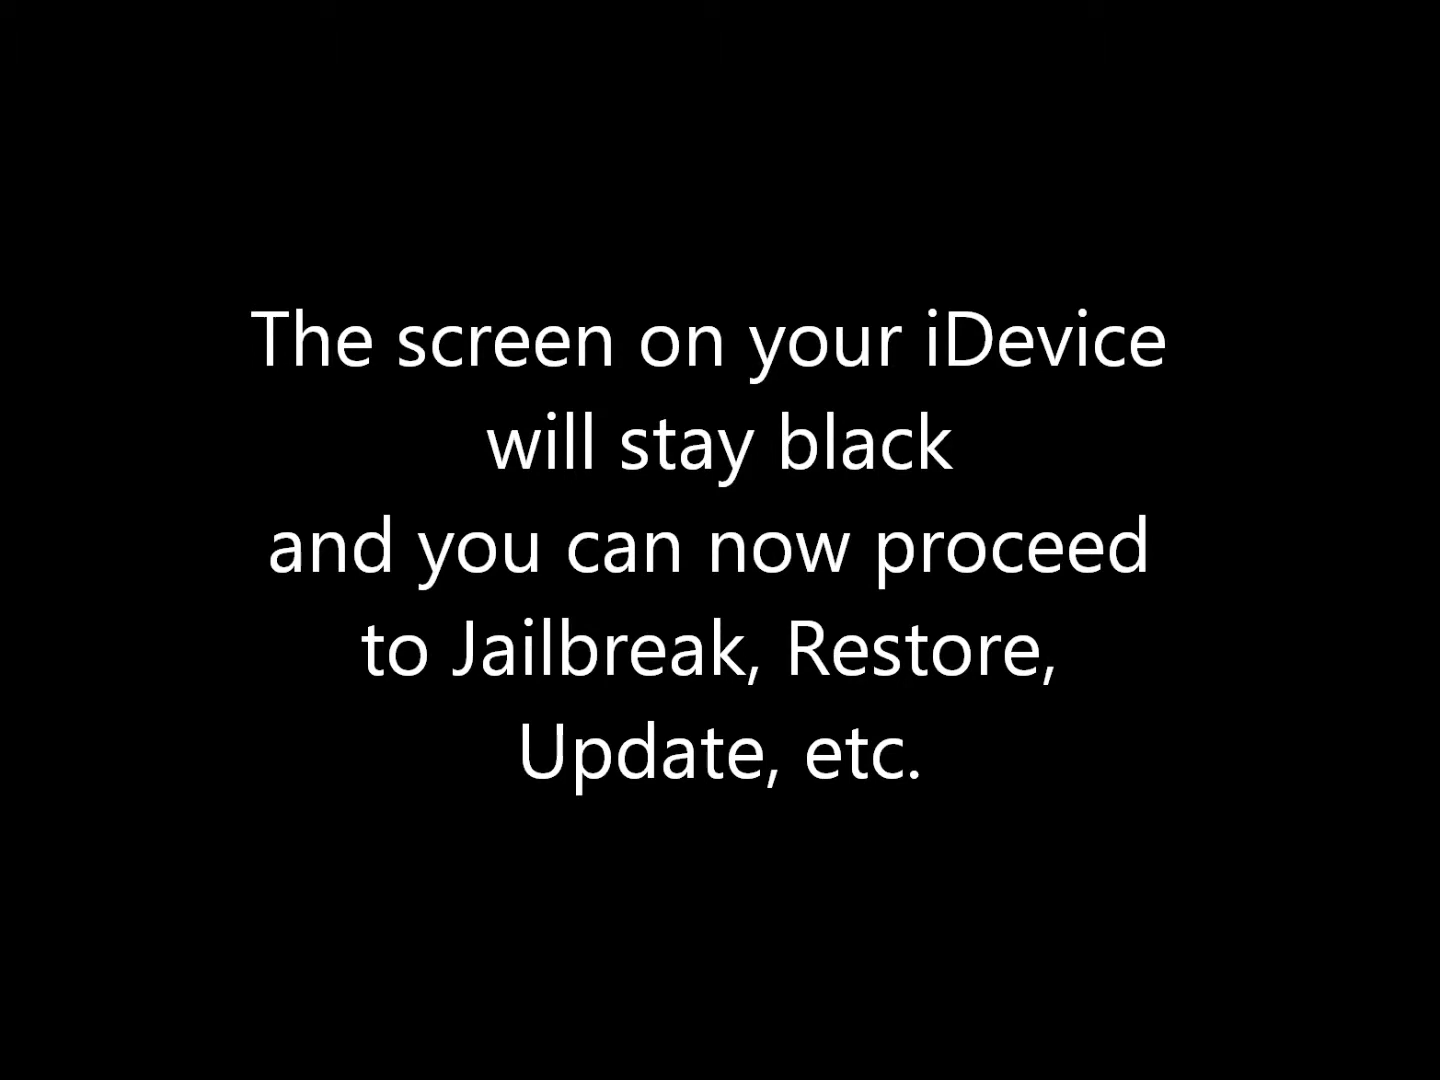 The screen on your iDevice
will stay black
and you can now proceed
to Jailbreak, Restore,
Update, etc.